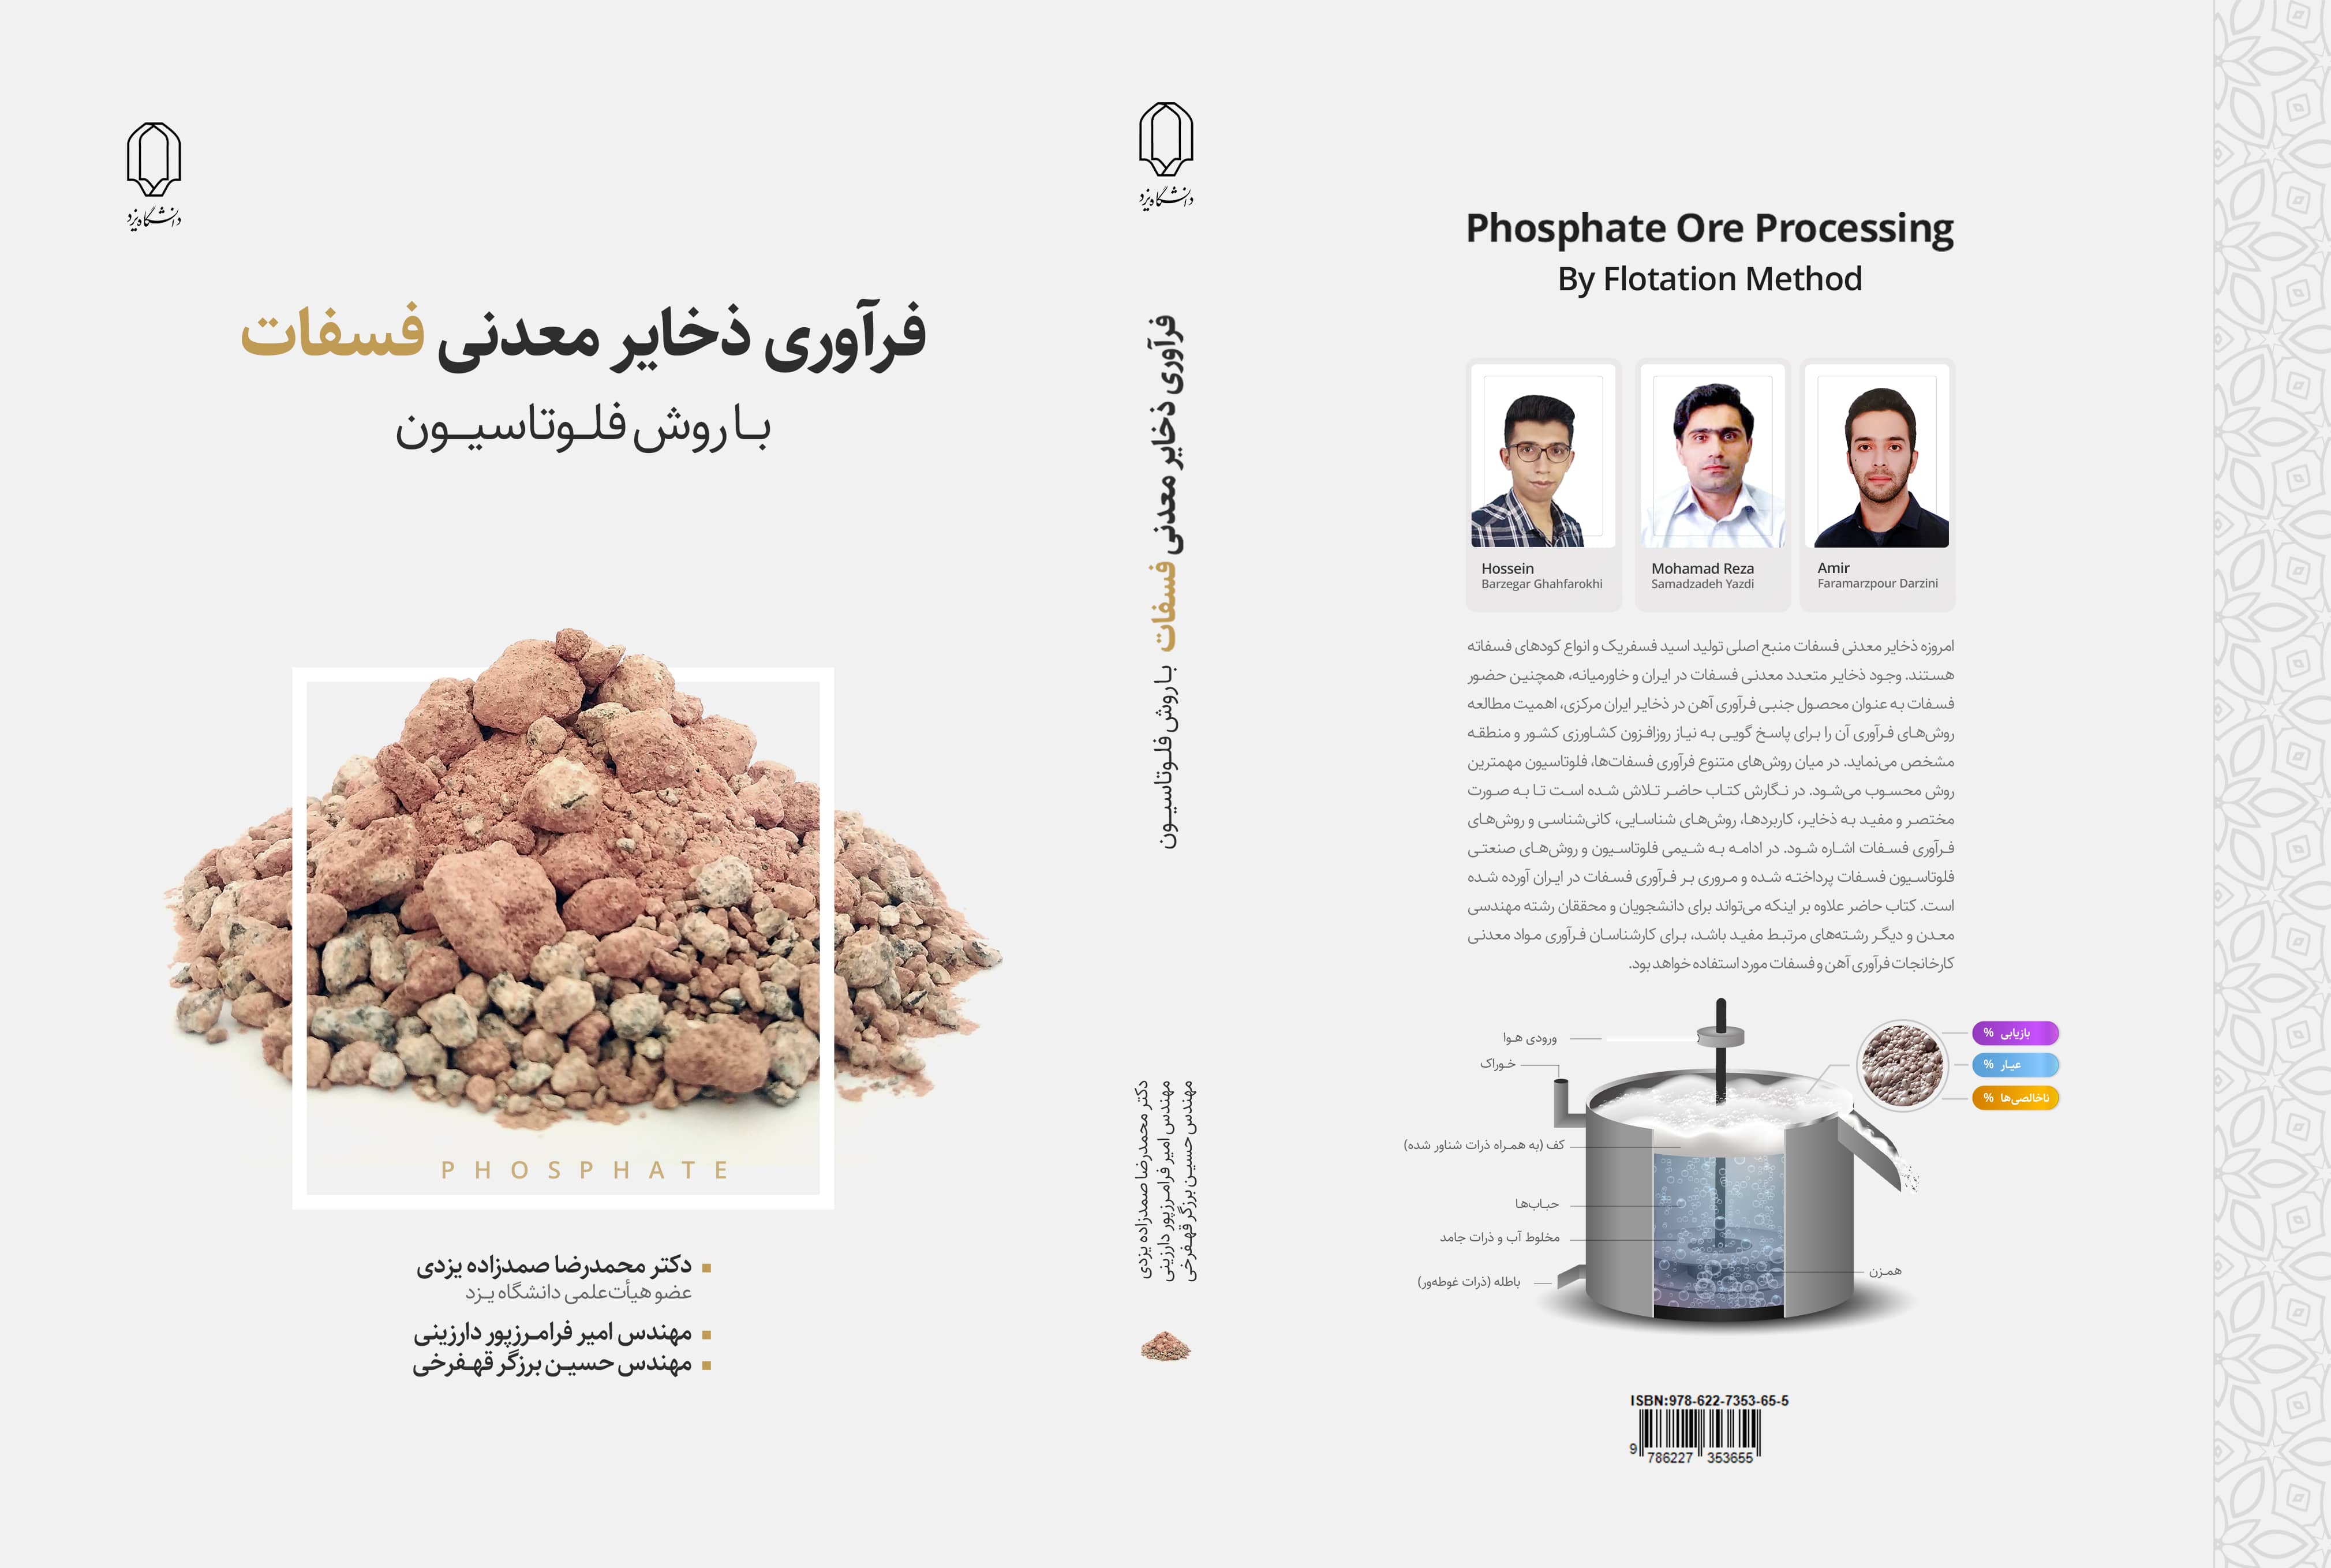 دانشگاه یزد
فرآوری ذخایر معدنی فسفات
با روش فلوتاسیون
PHOSPHATE
دکتر محمدرضا صمدزاده یزدی
عضو هیأت‌علمی دانشگاه یزد
مهندس امیر فرامرزپور دارزینی
مهندس حسین برزگر قهفرخی
دانشگاه یزد
فرآوری ذخایر معدنی فسفات با روش فلوتاسیون
دکتر محمدرضا صمدزاده یزدی
مهندس امیر فرامرزپور دارزینی
مهندس حسین برزگر قهفرخی
Phosphate Ore Processing
By Flotation Method
Hossein
Barzegar Ghahfarokhi
Mohamad Reza
Samadzadeh Yazdi
Amir
Faramarzpour Darzini
امروزه ذخایر معدنی فسفات منبع اصلی تولید اسید فسفریک و انواع کودهای فسفاته
هستند. وجود ذخایر متعدد معدنی فسفات در ایران و خاورمیانه، همچنین حضور
فسفات به عنوان محصول جنبی فرآوری آهن در ذخایر ایران مرکزی، اهمیت مطالعه
روش‌های فرآوری آن را برای پاسخ گویی به نیاز روزافزون کشاورزی کشور و منطقه
مشخص می‌نماید. در میان روش‌های متنوع فرآوری فسفات‌ها، فلوتاسیون مهمترین
روش محسوب می‌شود. در نگارش کتاب حاضر تلاش شده است تا به صورت
مختصر و مفید به ذخایر، کاربردها، روش‌های شناسایی، کانی‌شناسی و روش‌های
فرآوری فسفات اشاره شود. در ادامه به شیمی فلوتاسیون و روش‌های صنعتی
فلوتاسیون فسفات پرداخته شده و مروری بر فرآوری فسفات در ایران آورده شده
است. کتاب حاضر علاوه بر اینکه می‌تواند برای دانشجویان و محققان رشته مهندسی
معدن و دیگر رشته‌های مرتبط مفید باشد، برای کارشناسان فرآوری مواد معدنی
کارخانجات فرآوری آهن و فسفات مورد استفاده خواهد بود.
ورودی هوا
خوراک
کف (به همراه ذرات شناور شده)
حباب‌ها
مخلوط آب و ذرات جامد
باطله (ذرات غوطه‌ور)
همزن
بازیابی %
عیار %
ناخالصی‌ها %
ISBN:978-622-7353-65-5
9 786227 353655